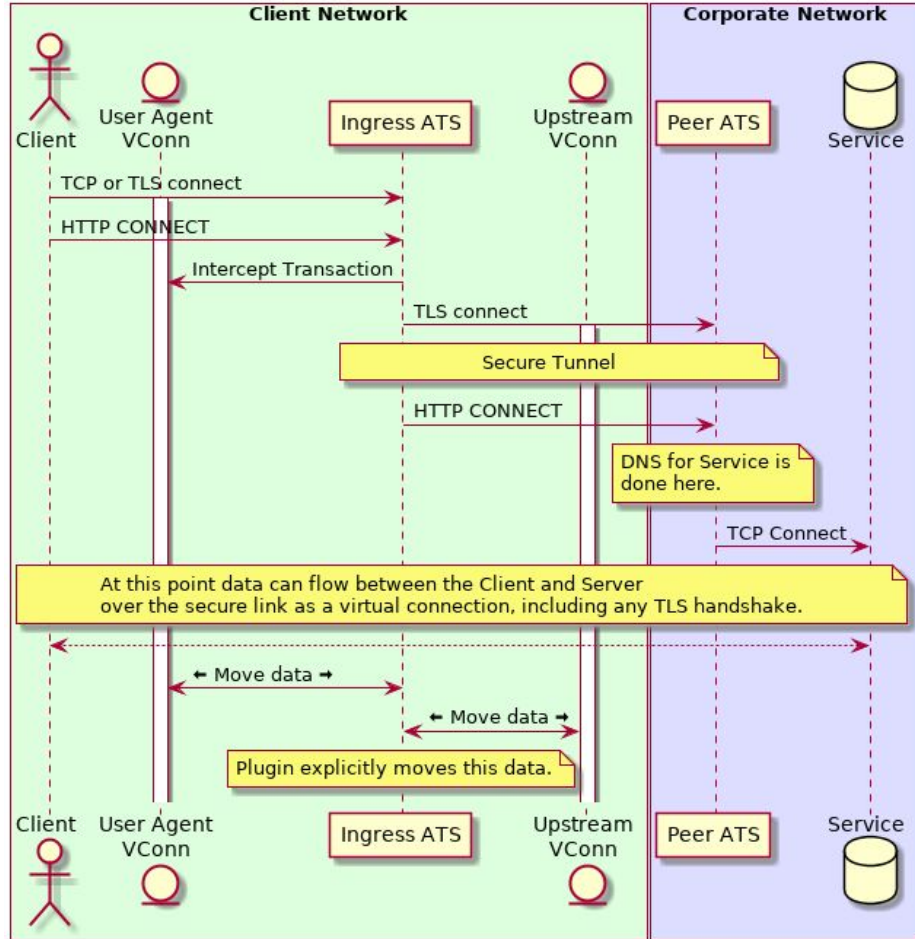 Client Network
Corporate Network
Client
User Agent
VConn
Ingress ATS
Upstream
VConn
Peer ATS
Service
TCP or TLS connect
HTTP CONNECT
Intercept Transaction
TLS connect
Secure Tunnel
HTTP CONNECT
DNS for Service is
done here.
TCP Connect
At this point data can flow between the Client and Server
over the secure link as a virtual connection, including any TLS handshake.
⬅ Move data ➡
⬅ Move data ➡
Plugin explicitly moves this data.
Client
User Agent
VConn
Ingress ATS
Upstream
VConn
Peer ATS
Service